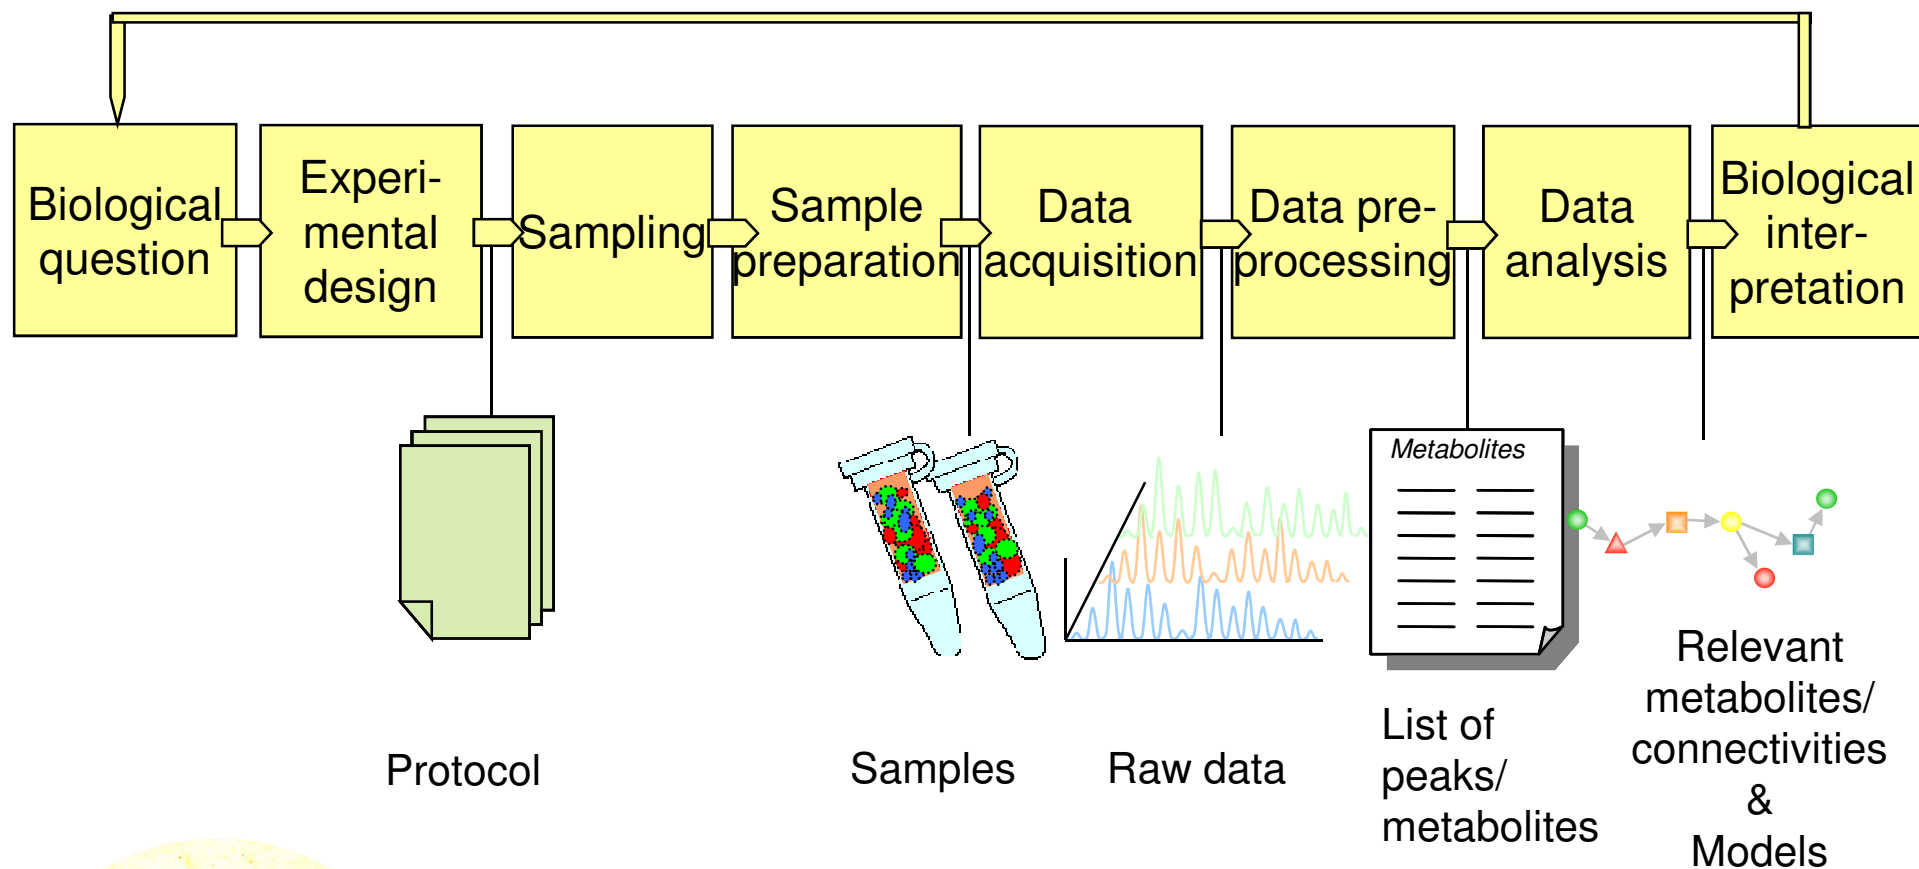 Biological
question
Experi-
mental
design
Sampling
Sample
preparation
Data
acquisition
Data pre-
processing
Data
analysis
Biological
inter-
pretation
Metabolites
Protocol
Samples
Raw data
List of
peaks/
metabolites
Relevant
metabolites/
connectivities
&
Models